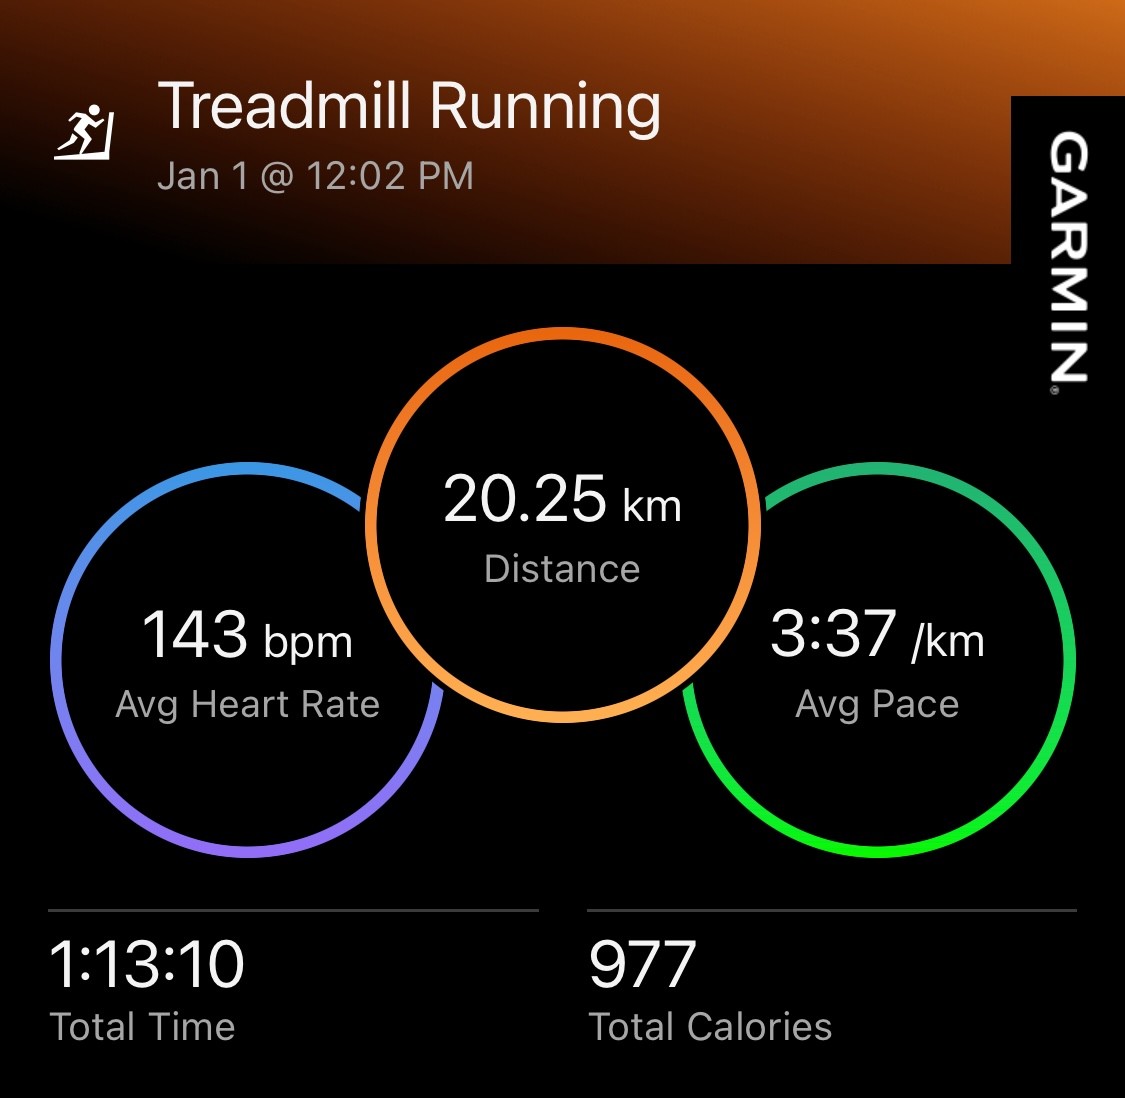 Treadmill Running
Jan 1 @ 12:02 PM
GARMIN®
20.25 km
Distance
143 bpm
Avg Heart Rate
3:37 /km
Avg Pace
1:13:10
Total Time
977
Total Calories